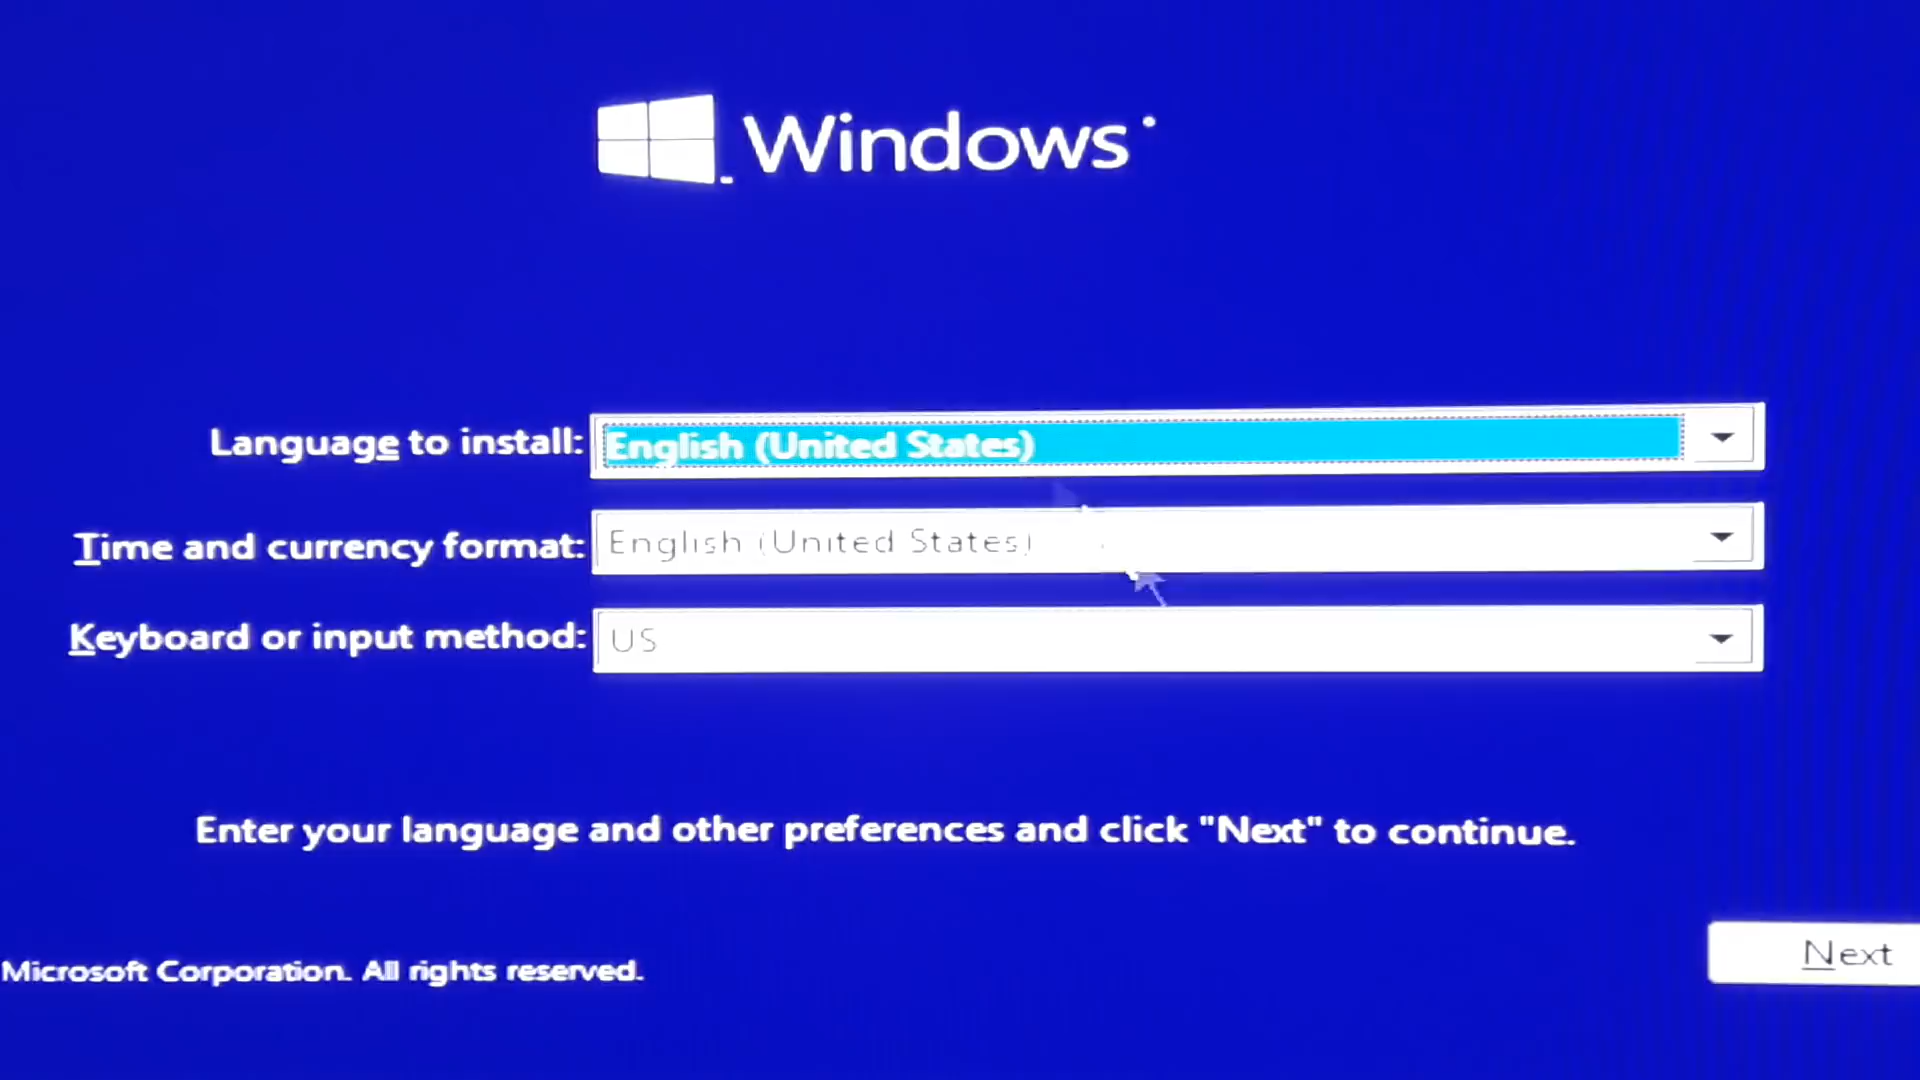 Windows
Language to install: English (United States)
Time and currency format: English (United States)
Keyboard or input method: US
Enter your language and other preferences and click "Next" to continue.
Microsoft Corporation. All rights reserved.
Next